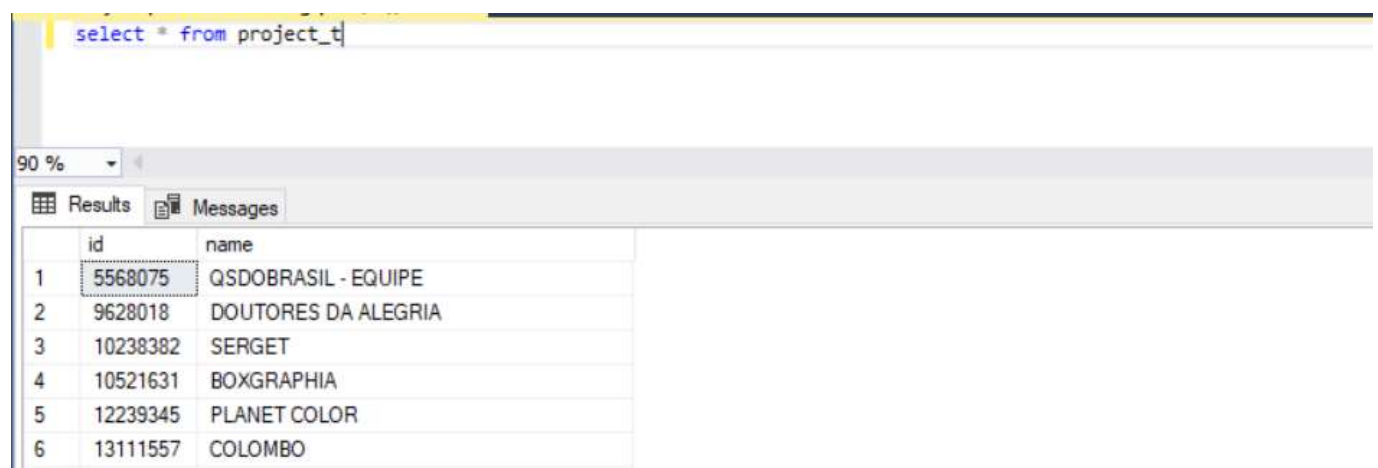 select * from project_t
90 %
Results Messages
id name
1 5568075 QSDOBRASIL - EQUIPE
2 9628018 DOUTORES DA ALEGRIA
3 10238382 SERGET
4 10521631 BOXGRAPHIA
5 12239345 PLANET COLOR
6 13111557 COLOMBO